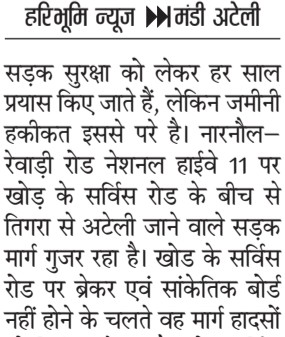 हरिभूमि न्यूज ▶▶| मंडी अटेली
सड़क सुरक्षा को लेकर हर साल
प्रयास किए जाते हैं, लेकिन जमीनी
हकीकत इससे परे है। नारनौल–
रेवाड़ी रोड नेशनल हाईवे 11 पर
खोड़ के सर्विस रोड के बीच से
तिगरा से अटेली जाने वाले सड़क
मार्ग गुजर रहा है। खोड के सर्विस
रोड पर ब्रेकर एवं सांकेतिक बोर्ड
नहीं होने के चलते वह मार्ग हादसों